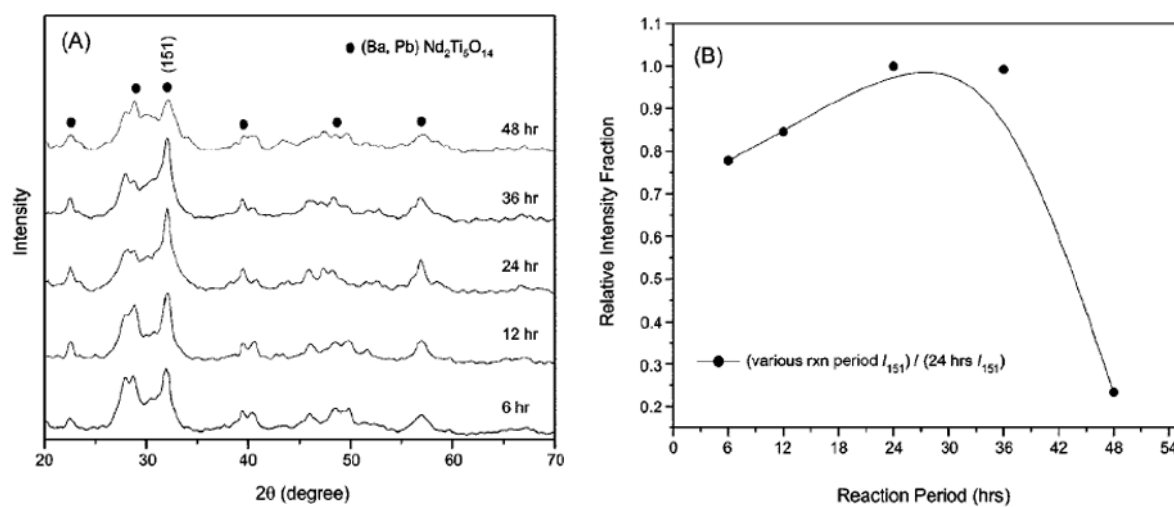 (A)
(151)
● (Ba, Pb) Nd₂Ti₅O₁₄
48 hr
36 hr
24 hr
12 hr
6 hr
Intensity
20 30 40 50 60 70
2θ (degree)
(B)
1.1
1.0
0.9
0.8
0.7
0.6
0.5
0.4
0.3
0.2
Relative Intensity Fraction
(various rxn period I₁₅₁) / (24 hrs I₁₅₁)
0 6 12 18 24 30 36 42 48 54
Reaction Period (hrs)